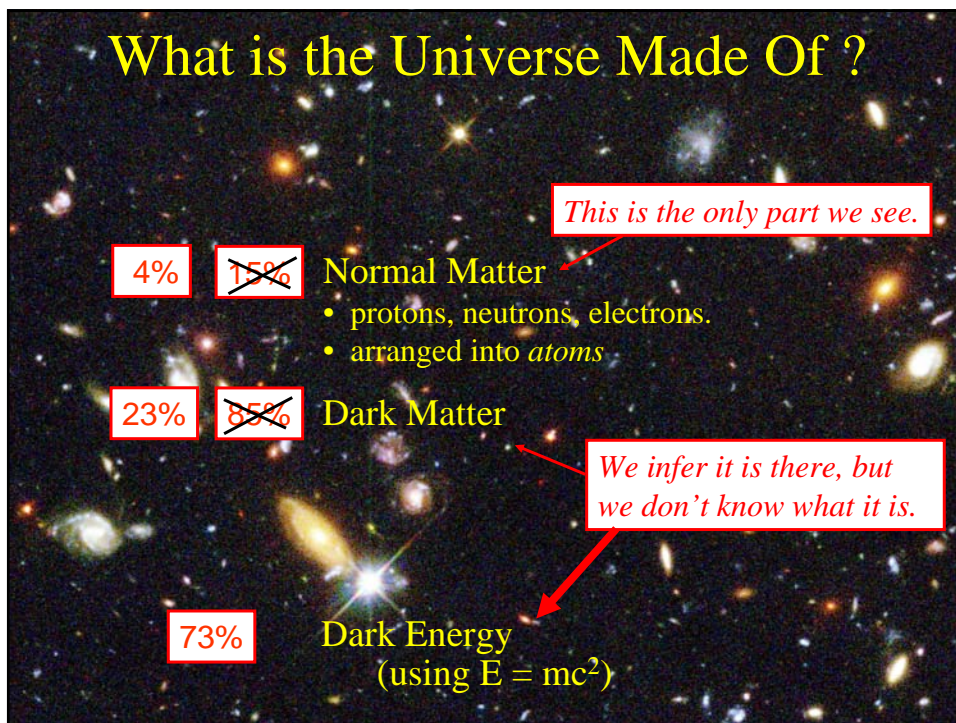 What is the Universe Made Of ?
This is the only part we see.
4% 15% Normal Matter
• protons, neutrons, electrons.
• arranged into atoms
23% 85% Dark Matter
We infer it is there, but
we don't know what it is.
73% Dark Energy
(using E = mc²)